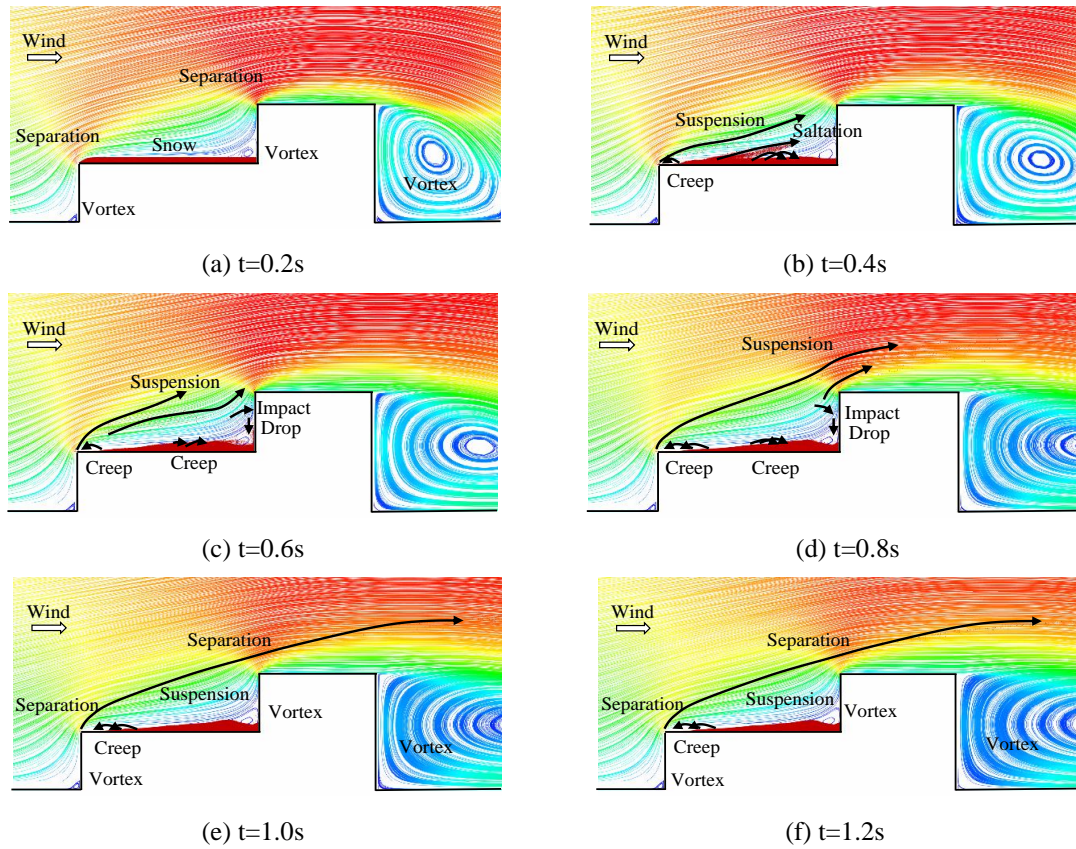 Wind
Separation
Separation
Snow
Vortex
Vortex
Vortex
(a) t=0.2s
Wind
Suspension
Saltation
Creep
(b) t=0.4s
Wind
Suspension
Impact
Drop
Creep
Creep
(c) t=0.6s
Wind
Suspension
Impact
Drop
Creep
Creep
(d) t=0.8s
Wind
Separation
Suspension
Separation
Vortex
Creep
Vortex
Vortex
(e) t=1.0s
Wind
Separation
Suspension
Separation
Vortex
Creep
Vortex
Vortex
(f) t=1.2s